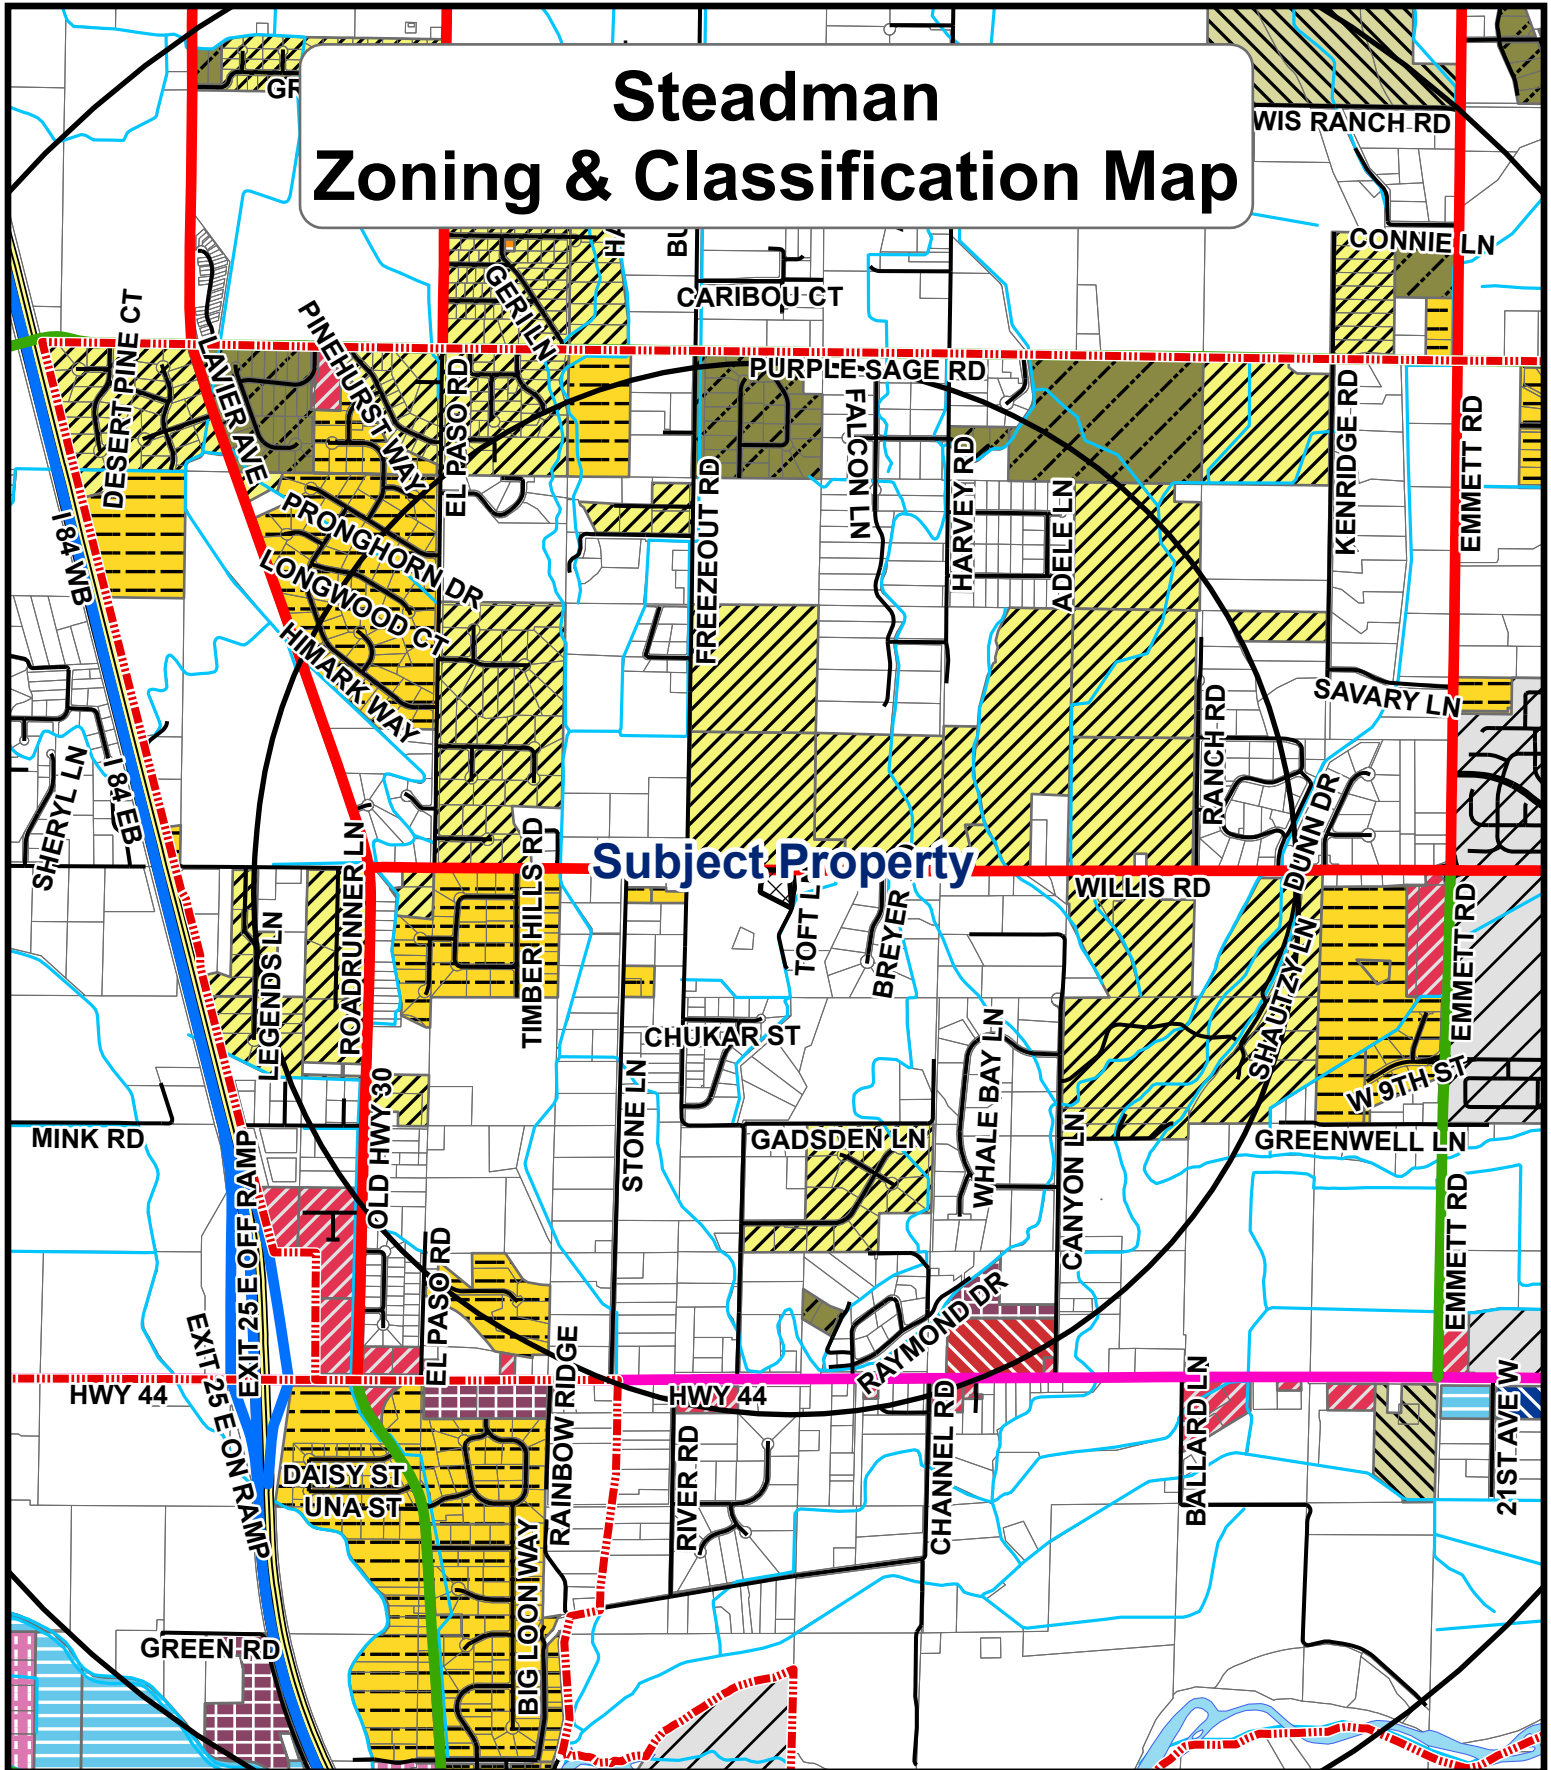 Steadman
Zoning & Classification Map
GR
WIS RANCH RD
CONNIE LN
HA
BU
CARIBOU CT
GERI LN
DESERT PINE CT
PINEHURST WAY
LAVIER AVE
EL PASO RD
PURPLE SAGE RD
FALCON LN
FREEZEOUT RD
HARVEY RD
ADELE LN
KENRIDGE RD
EMMETT RD
I 84 WB
PRONGHORN DR
LONGWOOD CT
HIMARK WAY
SAVARY LN
RANCH RD
SHERYL LN
I 84 EB
ROADRUNNER LN
TIMBER HILLS RD
Subject Property
WILLIS RD
DUNN DR
EMMETT RD
LEGENDS LN
TOFT L
BREYER
SHAUTZY LN
CHUKAR ST
STONE LN
WHALE BAY LN
W 9TH ST
MINK RD
OLD HWY 30
GADSDEN LN
CANYON LN
GREENWELL LN
EXIT 25 E OFF RAMP
EL PASO RD
EMMETT RD
RAYMOND DR
EXIT 25 E ON RAMP
HWY 44
RAINBOW RIDGE
HWY 44
CHANNEL RD
BALLARD LN
21ST AVE W
DAISY ST
UNA ST
RIVER RD
BIG LOON WAY
GREEN RD